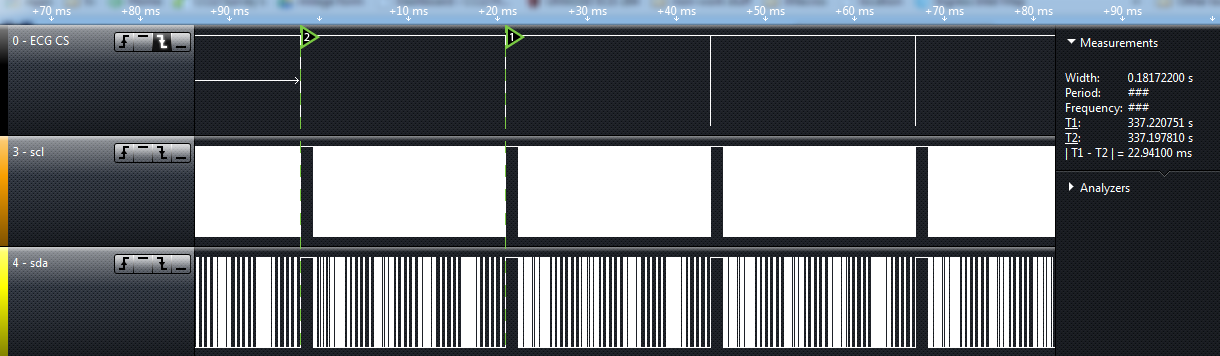 +70 ms +80 ms +90 ms +10 ms +20 ms +30 ms +40 ms +50 ms +60 ms +70 ms +80 ms +90 ms
0 - ECG CS
2
1
3 - scl
4 - sda
Measurements
Width: 0.18172200 s
Period: ###
Frequency: ###
T1: 337.220751 s
T2: 337.197810 s
| T1 - T2 | = 22.94100 ms
Analyzers